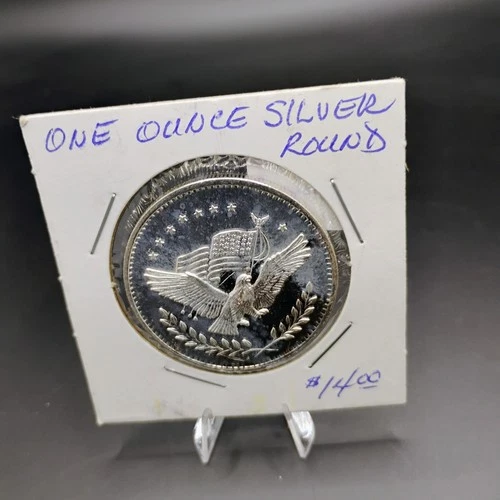 ONE OUNCE SILVER
ROUND
$14.00